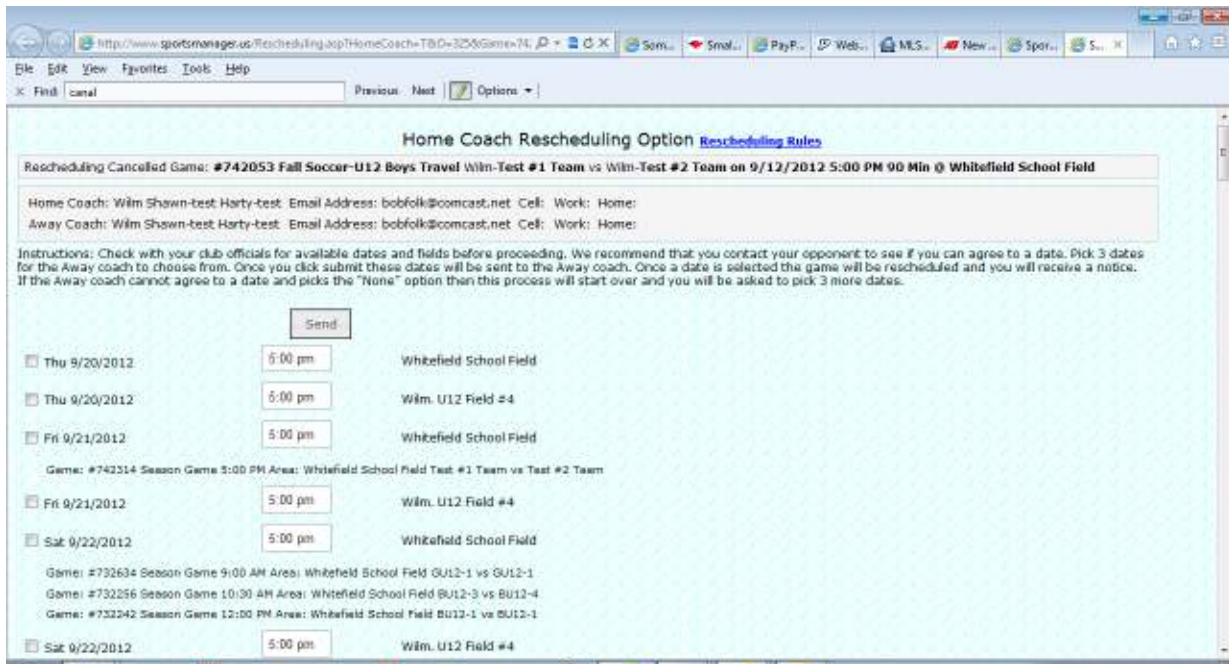 http://www.sportsmanager.us/Rescheduling.asp?HomeCoach=T&ID=325&Game=74
Som... Smal... PayP... Web... MLS... New ... Spor... S...
File Edit View Favorites Tools Help
Find: canal Previous Next Options
Home Coach Rescheduling Option Rescheduling Rules
Rescheduling Cancelled Game: #742053 Fall Soccer-U12 Boys Travel Wilm-Test #1 Team vs Wilm-Test #2 Team on 9/12/2012 5:00 PM 90 Min @ Whitefield School Field
Home Coach: Wilm Shawn-test Harty-test Email Address: bobfolk@comcast.net Cell: Work: Home:
Away Coach: Wilm Shawn-test Harty-test Email Address: bobfolk@comcast.net Cell: Work: Home:
Instructions: Check with your club officials for available dates and fields before proceeding. We recommend that you contact your opponent to see if you can agree to a date. Pick 3 dates
for the Away coach to choose from. Once you click submit these dates will be sent to the Away coach. Once a date is selected the game will be rescheduled and you will receive a notice.
If the Away coach cannot agree to a date and picks the "None" option then this process will start over and you will be asked to pick 3 more dates.
Send
Thu 9/20/2012 5:00 pm Whitefield School Field
Thu 9/20/2012 5:00 pm Wilm. U12 Field #4
Fri 9/21/2012 5:00 pm Whitefield School Field
Game: #742314 Season Game 5:00 PM Area: Whitefield School Field Test #1 Team vs Test #2 Team
Fri 9/21/2012 5:00 pm Wilm. U12 Field #4
Sat 9/22/2012 5:00 pm Whitefield School Field
Game: #732634 Season Game 9:00 AM Area: Whitefield School Field GU12-1 vs GU12-1
Game: #732256 Season Game 10:30 AM Area: Whitefield School Field BU12-3 vs BU12-4
Game: #732242 Season Game 12:00 PM Area: Whitefield School Field BU12-1 vs BU12-1
Sat 9/22/2012 5:00 pm Wilm. U12 Field #4